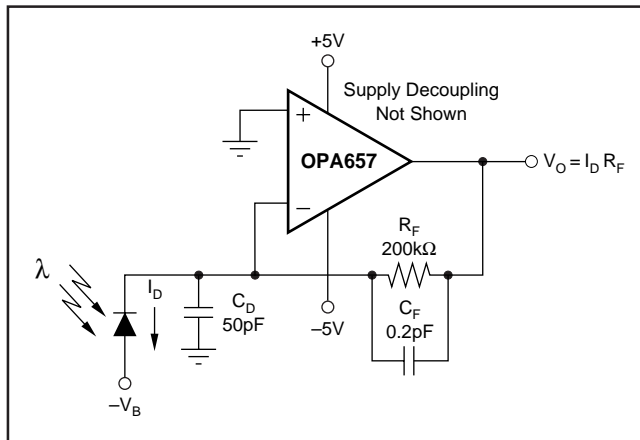 +5V
Supply Decoupling
Not Shown
+
OPA657
–
V_O = I_D R_F
R_F
200kΩ
λ
I_D
C_D
50pF
–5V
C_F
0.2pF
–V_B